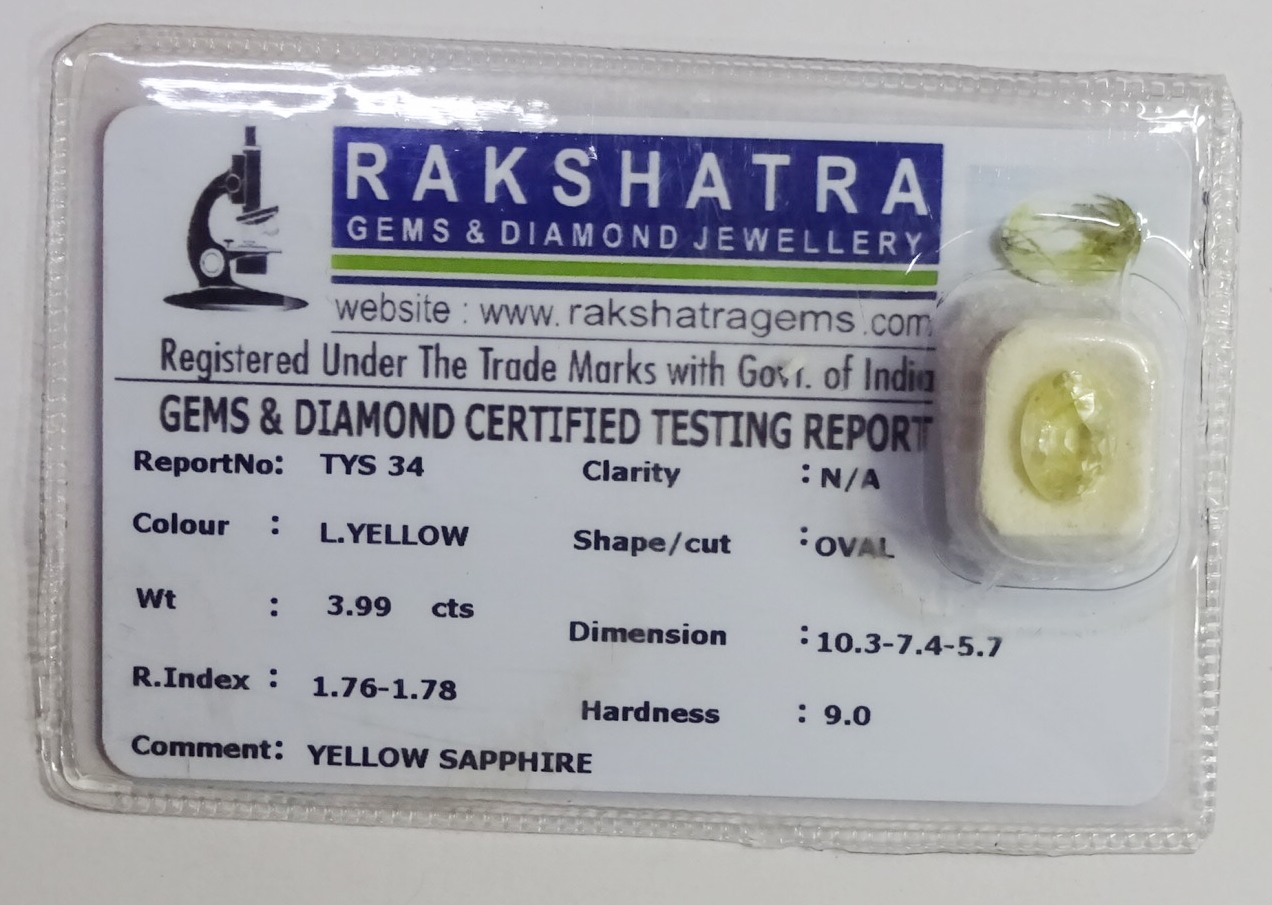 RAKSHATRA
GEMS & DIAMOND JEWELLERY
website : www. rakshatragems .com
Registered Under The Trade Marks with Govt. of India
GEMS & DIAMOND CERTIFIED TESTING REPORT
ReportNo: TYS 34
Clarity : N/A
Colour : L.YELLOW
Shape/cut : OVAL
Wt : 3.99 cts
Dimension : 10.3-7.4-5.7
R.Index : 1.76-1.78
Hardness : 9.0
Comment: YELLOW SAPPHIRE